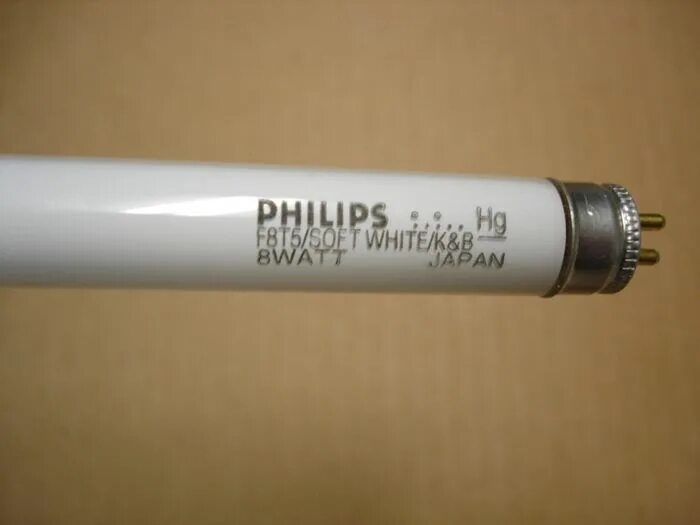 PHILIPS Hg
F8T5/SOFT WHITE/K&B
8WATT JAPAN